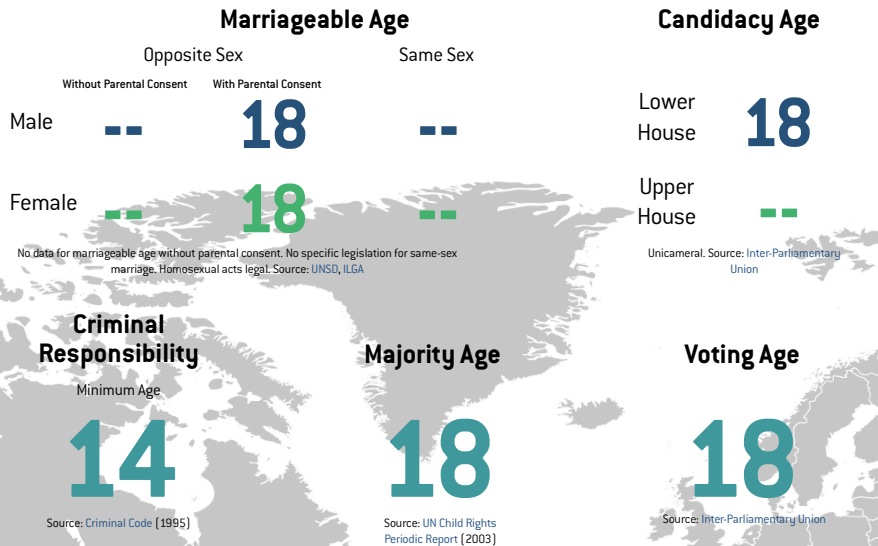 Marriageable Age
Opposite Sex
Same Sex
Without Parental Consent
With Parental Consent
Male
--
18
--
Female
--
18
--
No data for marriageable age without parental consent. No specific legislation for same-sex
marriage. Homosexual acts legal. Source: UNSD, ILGA
Candidacy Age
Lower
House
18
Upper
House
--
Unicameral. Source: Inter-Parliamentary
Union
Criminal
Responsibility
Minimum Age
14
Source: Criminal Code (1995)
Majority Age
18
Source: UN Child Rights
Periodic Report (2003)
Voting Age
18
Source: Inter-Parliamentary Union